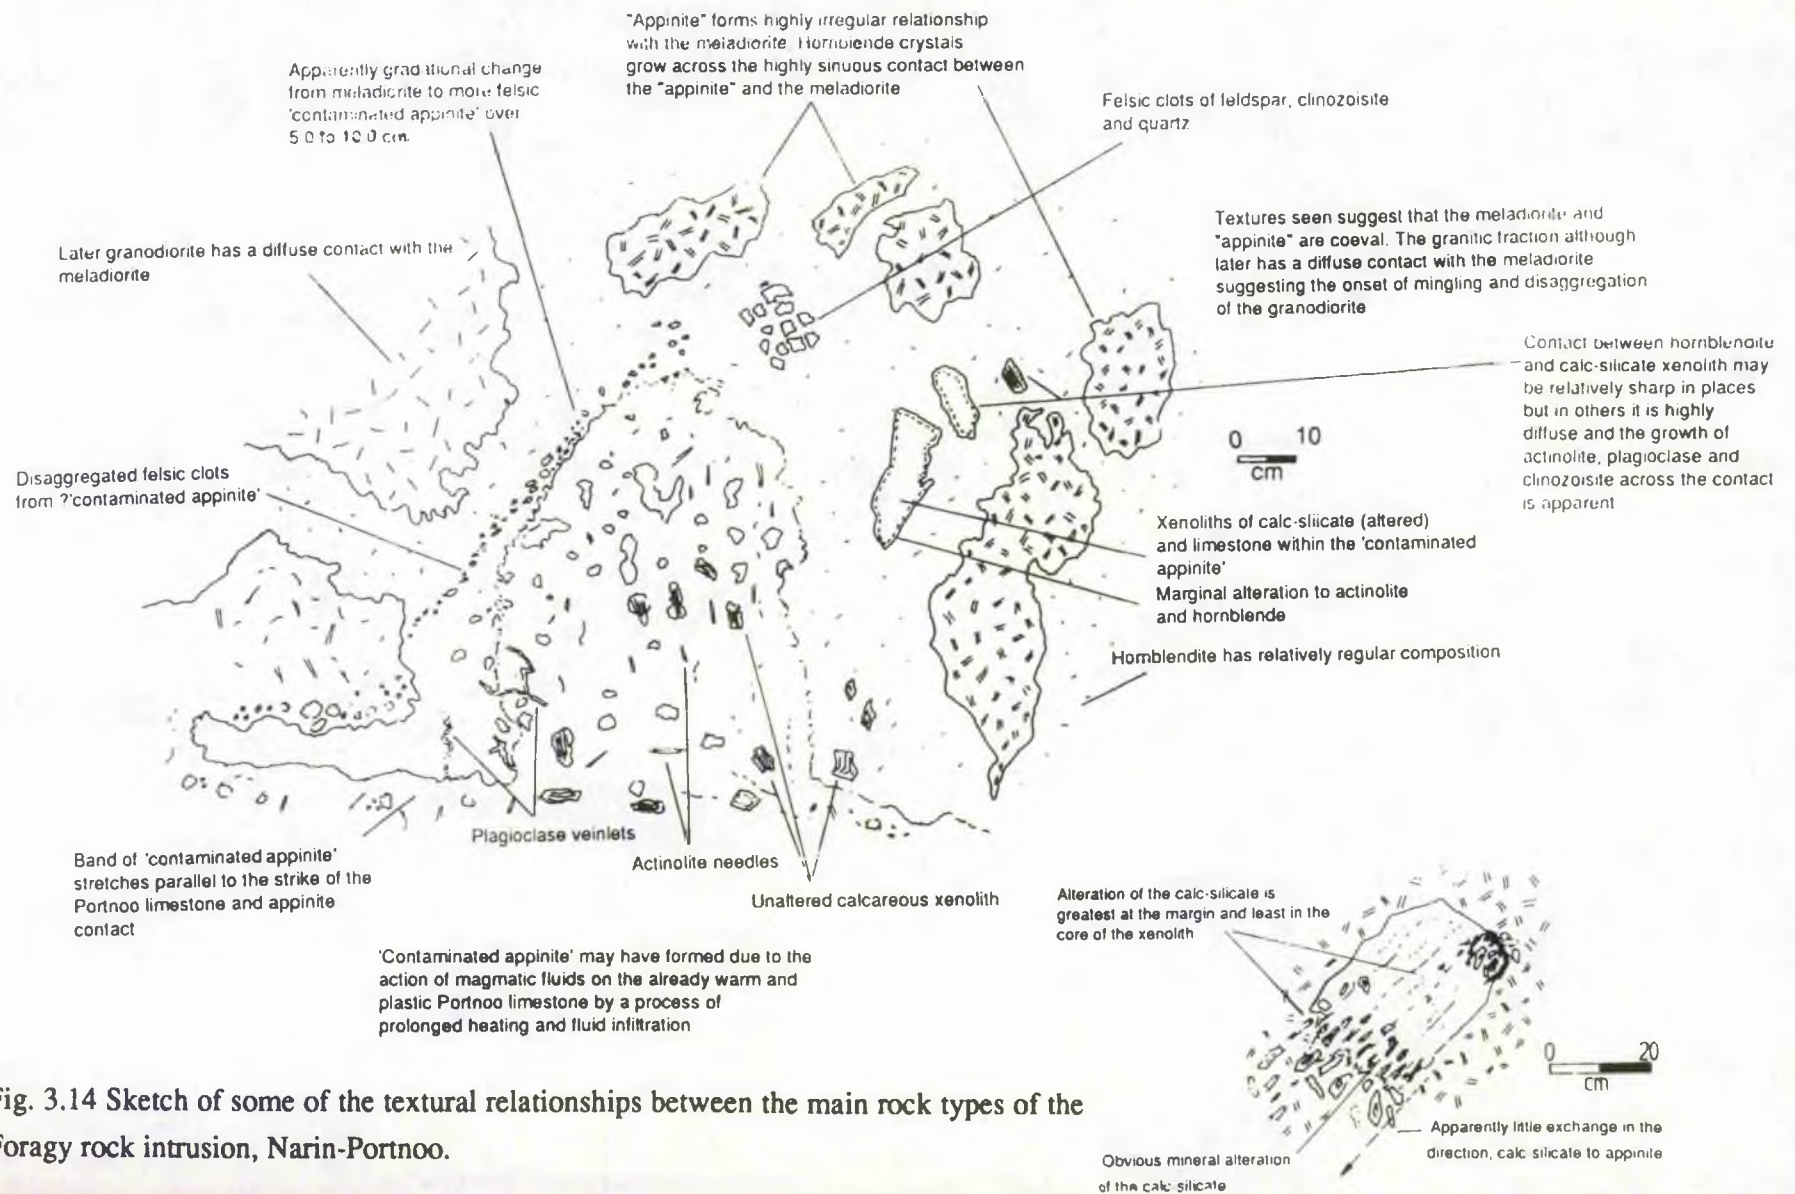 "Appinite" forms highly irregular relationship
with the meladiorite. Hornblende crystals
grow across the highly sinuous contact between
the "appinite" and the meladiorite
Apparently gradational change
from meladiorite to more felsic
'contaminated appinite' over
5.0 to 10.0 cm.
Felsic clots of feldspar, clinozoisite
and quartz
Later granodiorite has a diffuse contact with the
meladiorite
Textures seen suggest that the meladiorite and
"appinite" are coeval. The granitic fraction although
later has a diffuse contact with the meladiorite
suggesting the onset of mingling and disaggregation
of the granodiorite
Contact between hornblendite
and calc-silicate xenolith may
be relatively sharp in places
but in others it is highly
diffuse and the growth of
actinolite, plagioclase and
clinozoisite across the contact
is apparent
0 10
cm
Disaggregated felsic clots
from ?'contaminated appinite'
Xenoliths of calc-sliicate (altered)
and limestone within the 'contaminated
appinite'
Marginal alteration to actinolite
and hornblende
Hornblendite has relatively regular composition
Plagioclase veinlets
Actinolite needles
Unaltered calcareous xenolith
Band of 'contaminated appinite'
stretches parallel to the strike of the
Portnoo limestone and appinite
contact
'Contaminated appinite' may have formed due to the
action of magmatic fluids on the already warm and
plastic Portnoo limestone by a process of
prolonged heating and fluid infiltration
Alteration of the calc-silicate is
greatest at the margin and least in the
core of the xenolith
0 20
cm
Apparently little exchange in the
direction, calc silicate to appinite
Obvious mineral alteration
of the calc silicate
Fig. 3.14 Sketch of some of the textural relationships between the main rock types of the
Foragy rock intrusion, Narin-Portnoo.